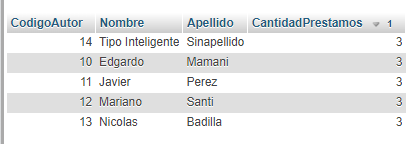 CodigoAutor Nombre Apellido CantidadPrestamos 1
14 Tipo Inteligente Sinapellido 3
10 Edgardo Mamani 3
11 Javier Perez 3
12 Mariano Santi 3
13 Nicolas Badilla 3